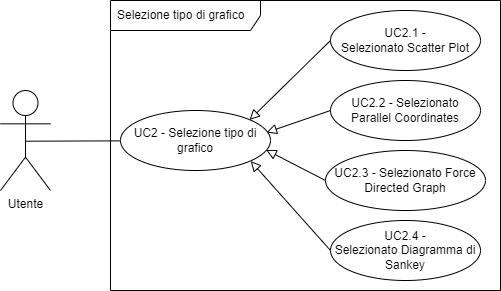 Selezione tipo di grafico
UC2.1 -
Selezionato Scatter Plot
UC2.2 - Selezionato
Parallel Coordinates
UC2 - Selezione tipo di
grafico
UC2.3 - Selezionato Force
Directed Graph
Utente
UC2.4 -
Selezionato Diagramma di
Sankey